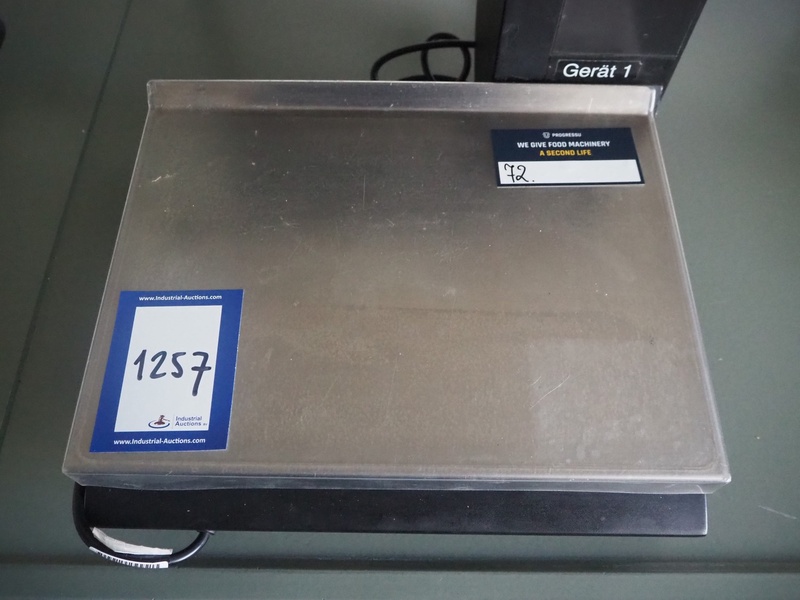 Gerät 1
PROGRESSU
WE GIVE FOOD MACHINERY
A SECOND LIFE
72.
www.Industrial-Auctions.com
1257
Industrial
Auctions
www.Industrial-Auctions.com